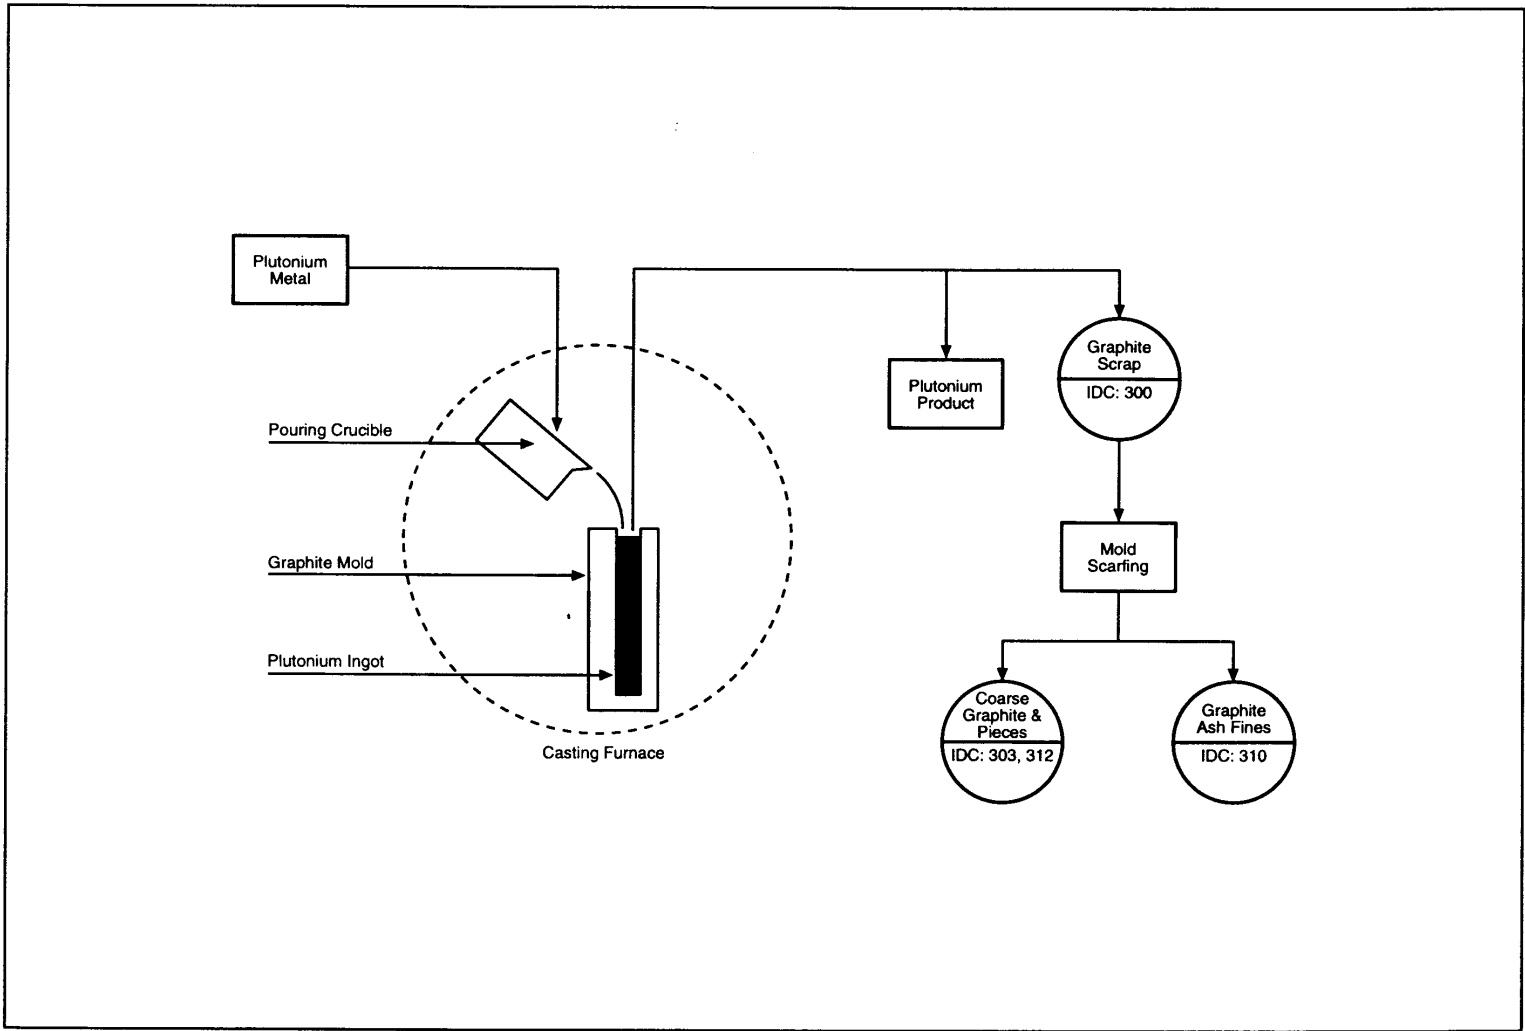 Plutonium
Metal
Pouring Crucible
Graphite Mold
Plutonium Ingot
Casting Furnace
Plutonium
Product
Graphite
Scrap
IDC: 300
Mold
Scarfing
Coarse
Graphite &
Pieces
IDC: 303, 312
Graphite
Ash Fines
IDC: 310